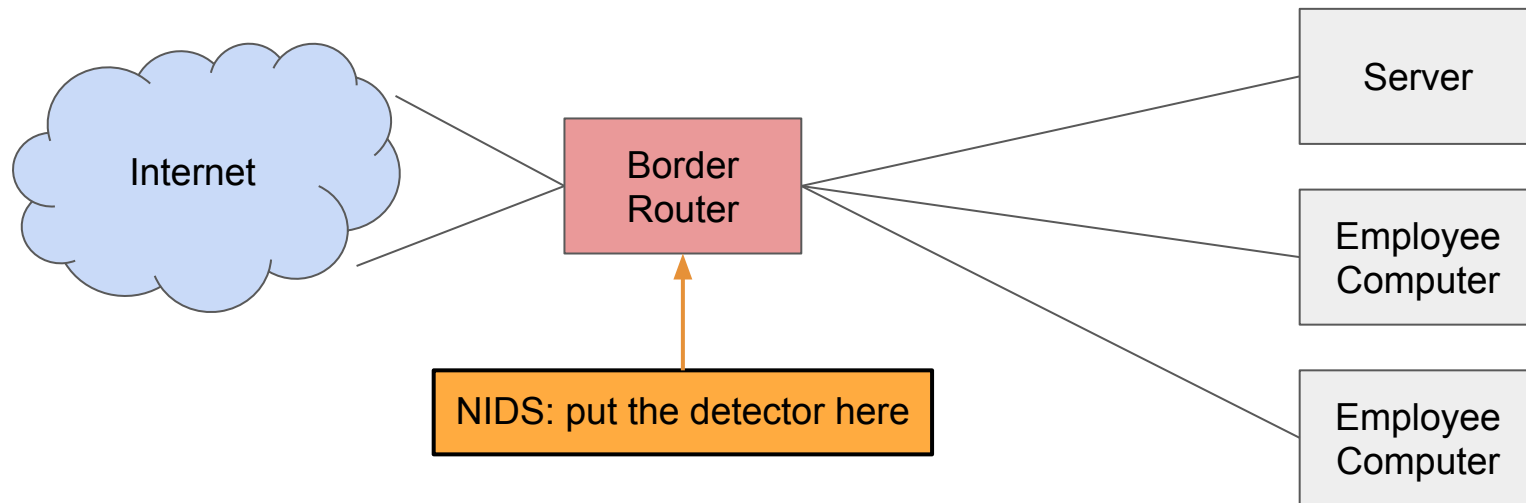 Internet
Border
Router
NIDS: put the detector here
Server
Employee
Computer
Employee
Computer